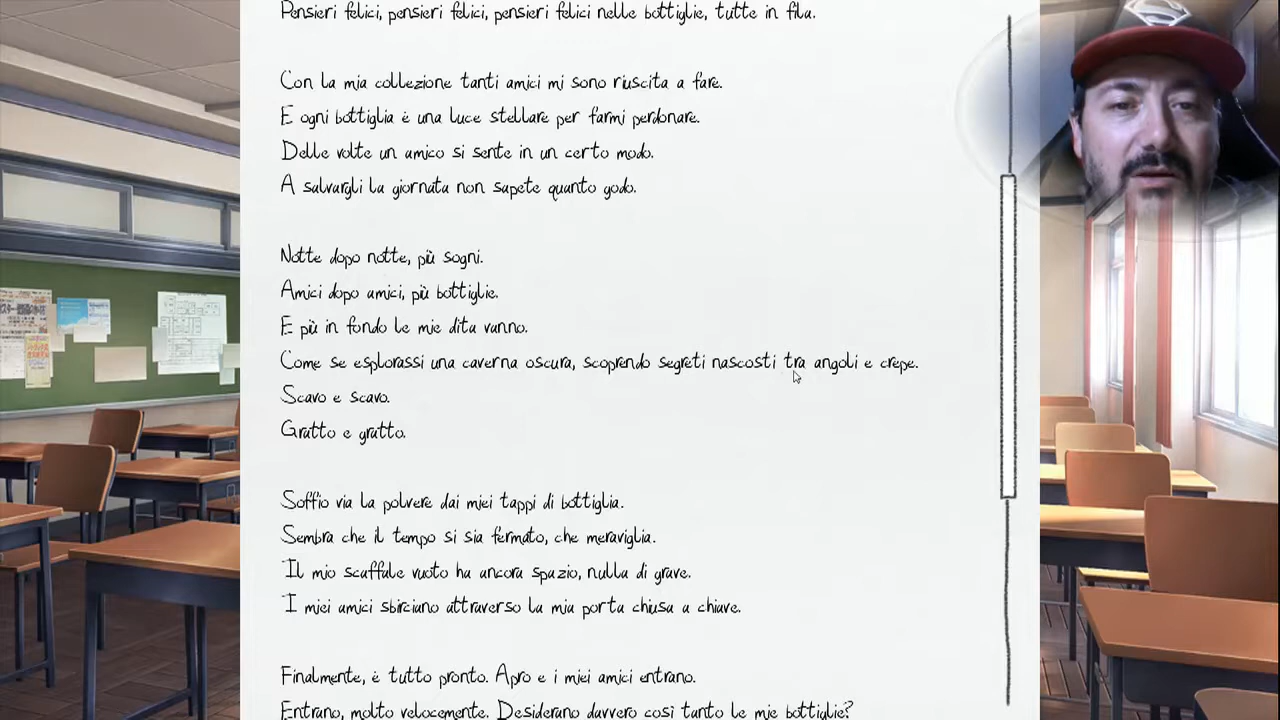 Pensieri felici, pensieri felici, pensieri felici nelle bottiglie, tutte in fila.
Con la mia collezione tanti amici mi sono riuscita a fare.
E ogni bottiglia è una luce stellare per farmi perdonare.
Delle volte un amico si sente in un certo modo.
A salvargli la giornata non sapete quanto godo.
Notte dopo notte, più sogni.
Amici dopo amici, più bottiglie.
E più in fondo le mie dita vanno.
Come se esplorassi una caverna oscura, scoprendo segreti nascosti tra angoli e crepe.
Scavo e scavo.
Gratto e gratto.
Soffio via la polvere dai miei tappi di bottiglia.
Sembra che il tempo si sia fermato, che meraviglia.
Il mio scaffale vuoto ha ancora spazio, nulla di grave.
I miei amici sbirciano attraverso la mia porta chiusa a chiave.
Finalmente, è tutto pronto. Apro e i miei amici entrano.
Entrano, molto velocemente. Desiderano davvero così tanto le mie bottiglie?